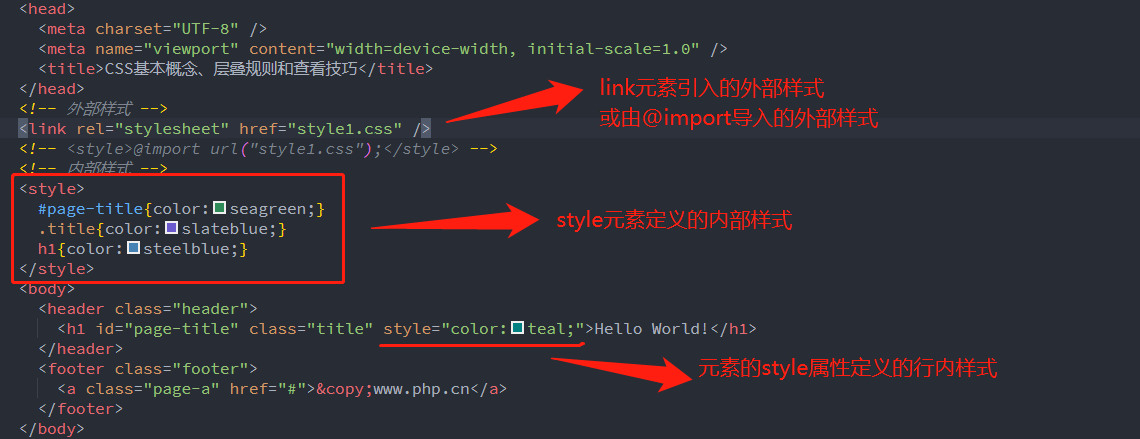 <head>
<meta charset="UTF-8" />
<meta name="viewport" content="width=device-width, initial-scale=1.0" />
<title>CSS基本概念、层叠规则和查看技巧</title>
</head>
link元素引入的外部样式
<!-- 外部样式 -->
或由@import导入的外部样式
<link rel="stylesheet" href="style1.css" />
<!-- <style>@import url("style1.css");</style> -->
<!-- 内部样式 -->
<style>
#page-title{color:seagreen;}
style元素定义的内部样式
.title{color:slateblue;}
h1{color:steelblue;}
</style>
<body>
<header class="header">
<h1 id="page-title" class="title" style="color:teal;">Hello World!</h1>
</header>
<footer class="footer">
元素的style属性定义的行内样式
<a class="page-a" href="#">&copy;www.php.cn</a>
</footer>
</body>